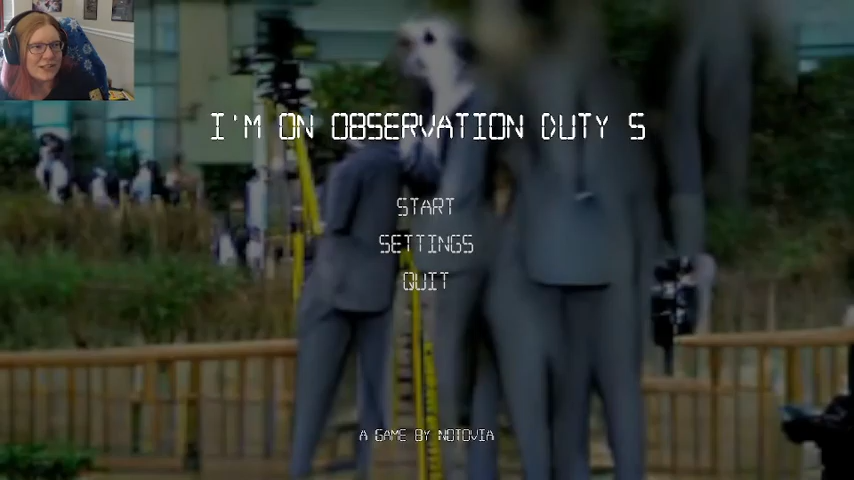 I'M ON OBSERVATION DUTY 5
START
SETTINGS
QUIT
A GAME BY NOTOVIA